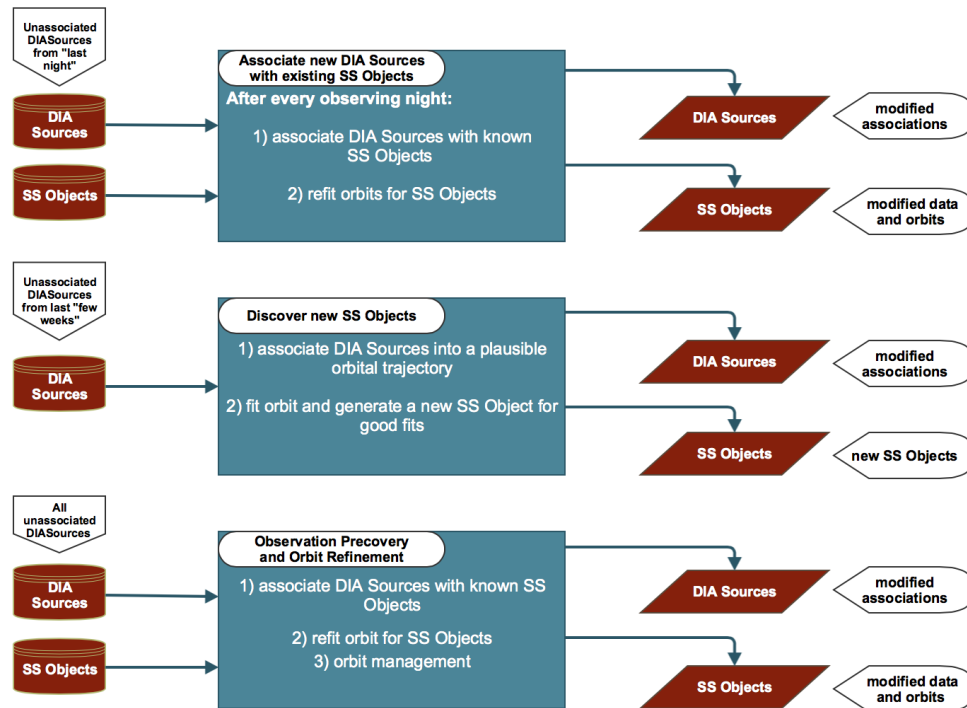 Unassociated
DIASources
from "last
night"
DIA
Sources
SS Objects
Associate new DIA Sources
with existing SS Objects
After every observing night:
1) associate DIA Sources with known
SS Objects
2) refit orbits for SS Objects
DIA Sources
modified
associations
SS Objects
modified data
and orbits
Unassociated
DIASources
from last "few
weeks"
DIA
Sources
Discover new SS Objects
1) associate DIA Sources into a plausible
orbital trajectory
2) fit orbit and generate a new SS Object for
good fits
DIA Sources
modified
associations
SS Objects
new SS Objects
All
unassociated
DIASources
DIA
Sources
SS Objects
Observation Precovery
and Orbit Refinement
1) associate DIA Sources with known SS
Objects
2) refit orbit for SS Objects
3) orbit management
DIA Sources
modified
associations
SS Objects
modified data
and orbits